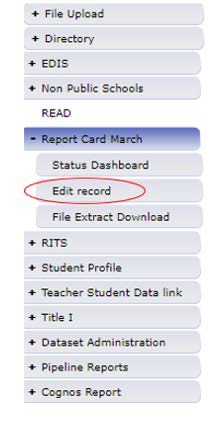 + File Upload
+ Directory
+ EDIS
+ Non Public Schools
READ
- Report Card March
Status Dashboard
Edit record
File Extract Download
+ RITS
+ Student Profile
+ Teacher Student Data link
+ Title I
+ Dataset Administration
+ Pipeline Reports
+ Cognos Report